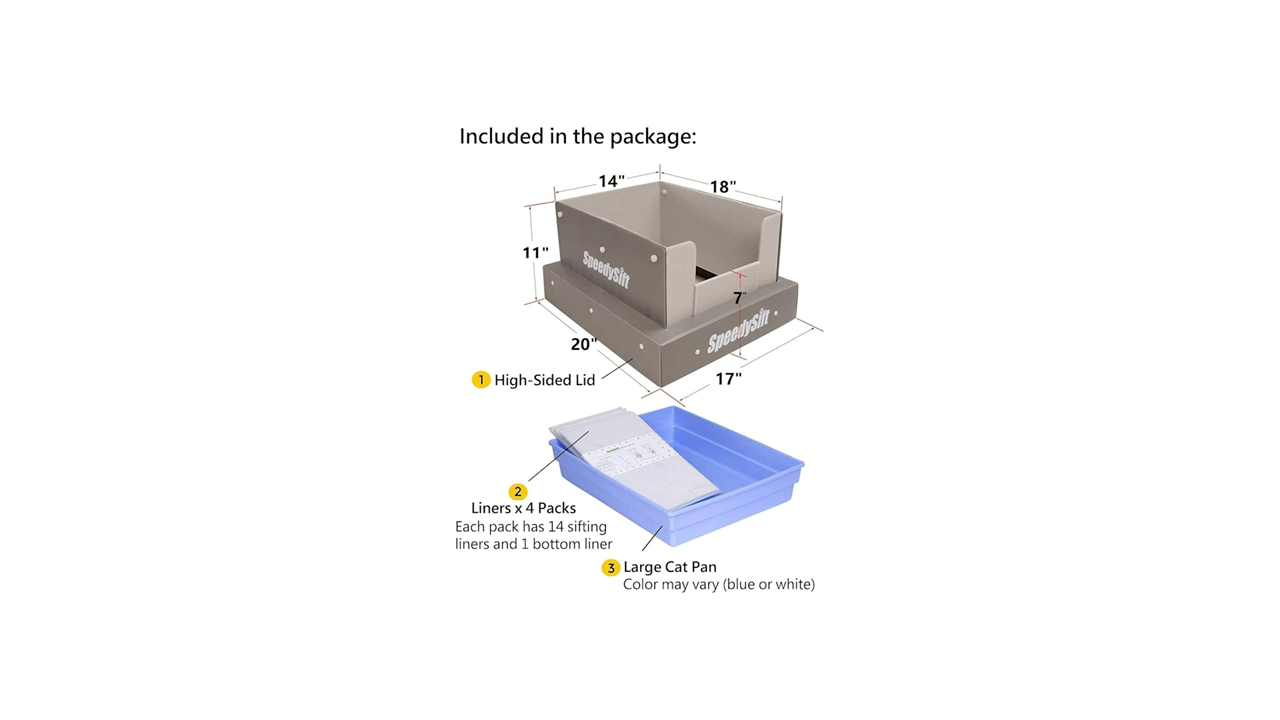 Included in the package:
14"
18"
11"
SpeedySift
7"
SpeedySift
20"
17"
1 High-Sided Lid
2
Liners x 4 Packs
Each pack has 14 sifting
liners and 1 bottom liner
3 Large Cat Pan
Color may vary (blue or white)